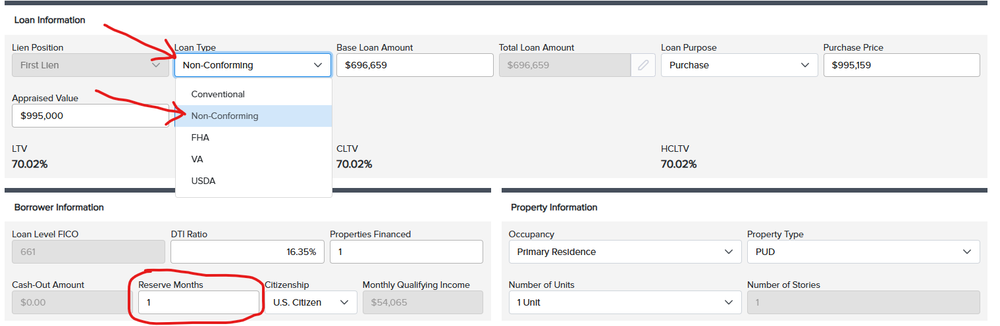 Loan Information
Lien Position Loan Type Base Loan Amount Total Loan Amount Loan Purpose Purchase Price
First Lien Non-Conforming $696,659 $696,659 Purchase $995,159
Appraised Value
Conventional
$995,000 Non-Conforming
FHA
LTV CLTV HCLTV
VA
70.02% 70.02% 70.02%
USDA
Borrower Information
Loan Level FICO DTI Ratio Properties Financed
661 16.35% 1
Cash-Out Amount Reserve Months Citizenship Monthly Qualifying Income
$0.00 1 U.S. Citizen $54,065
Property Information
Occupancy Property Type
Primary Residence PUD
Number of Units Number of Stories
1 Unit 1